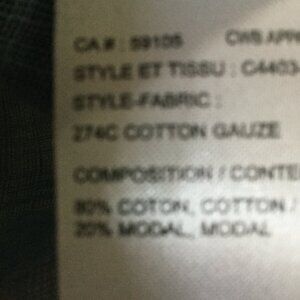 CA # : 59105 CWS APR
STYLE ET TISSU : C4403-
STYLE-FABRIC :
274C COTTON GAUZE
COMPOSITION / CONTE
80% COTON, COTTON /
20% MODAL, MODAL